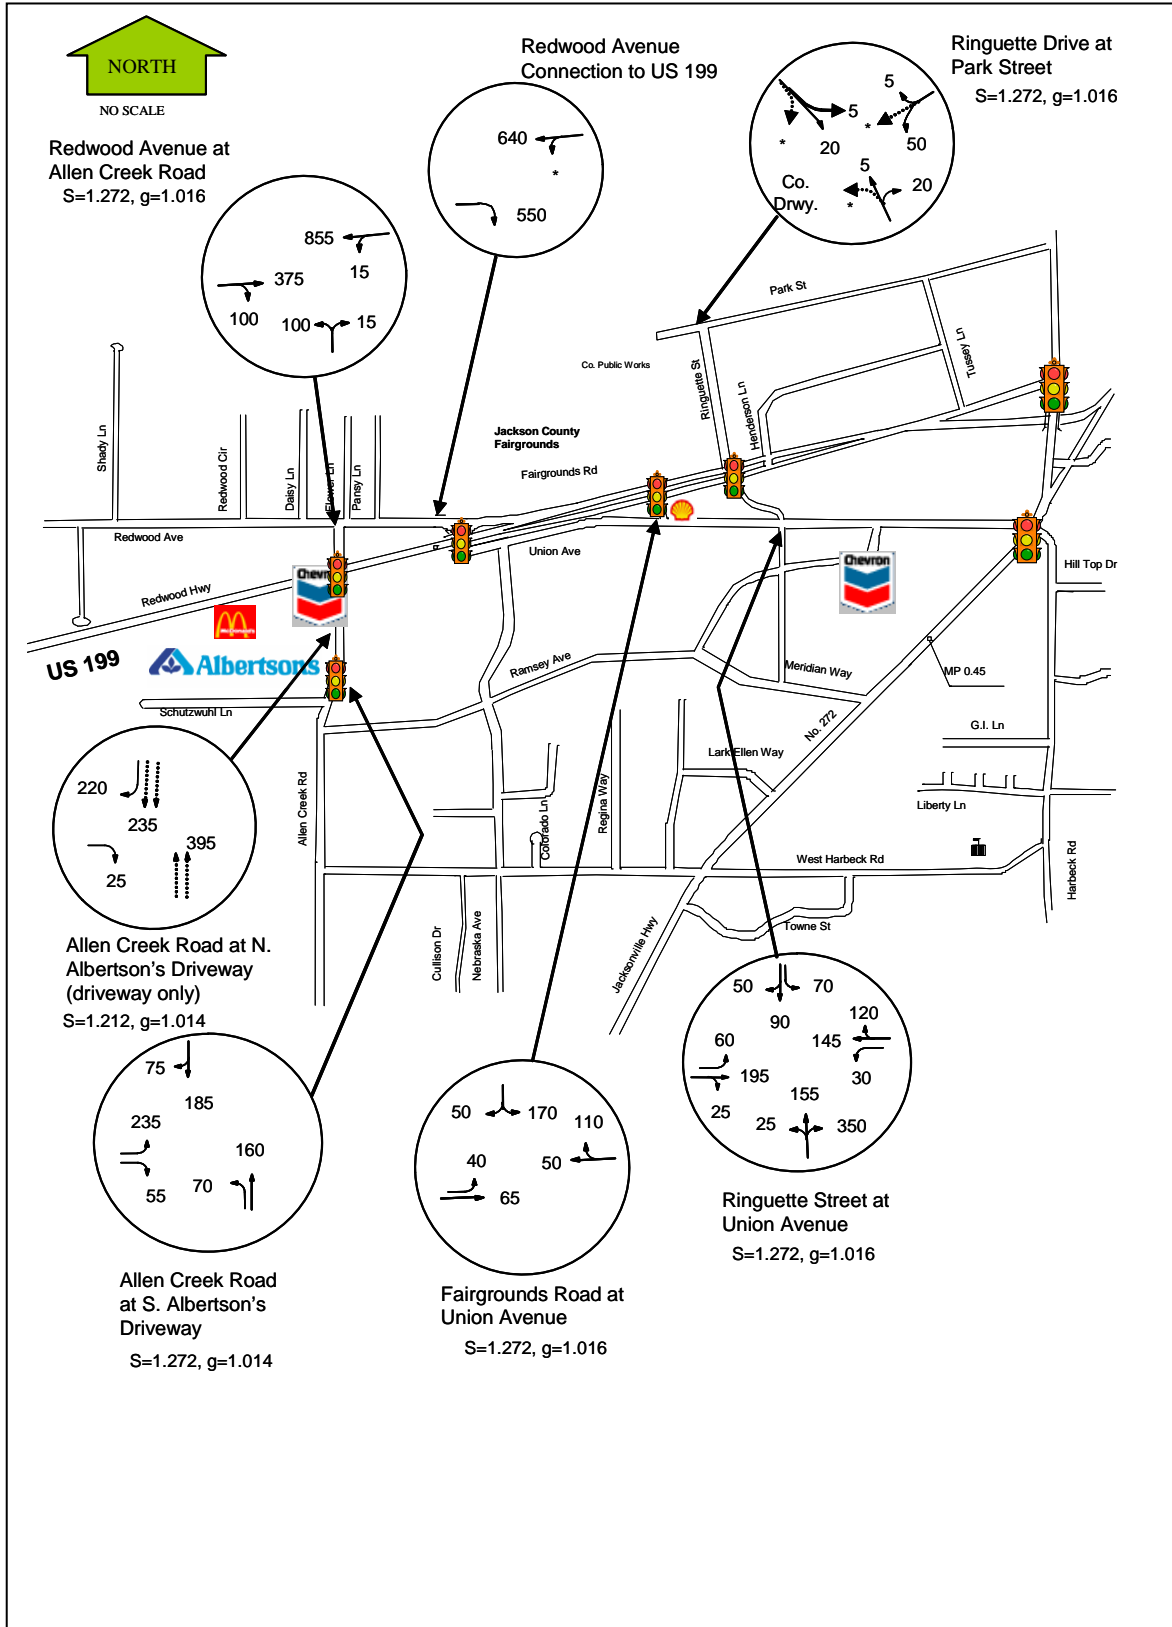 NORTH
NO SCALE
Redwood Avenue at
Allen Creek Road
S=1.272, g=1.016
855
375
15
100
100
15
Redwood Avenue
Connection to US 199
640
*
550
Ringuette Drive at
Park Street
S=1.272, g=1.016
5
5
*
*
20
50
5
20
Co.
Drwy.
*
Park St
Tussey Ln
Ringuette St
Henderson Ln
Co. Public Works
Jackson County
Fairgrounds
Fairgrounds Rd
Shady Ln
Redwood Cir
Daisy Ln
Flower Ln
Pansy Ln
Redwood Ave
Union Ave
Redwood Hwy
Chevron
McDonald's
US 199
Albertsons
Chevron
Hill Top Dr
Ramsey Ave
Meridian Way
MP 0.45
Schutzwuhl Ln
No. 272
G.I. Ln
Lark Ellen Way
Allen Creek Rd
Colorado Ln
Regina Way
Liberty Ln
West Harbeck Rd
Harbeck Rd
Towne St
Cullison Dr
Nebraska Ave
Jacksonville Hwy
220
235
395
25
Allen Creek Road at N.
Albertson's Driveway
(driveway only)
S=1.212, g=1.014
75
185
235
160
55
70
Allen Creek Road
at S. Albertson's
Driveway
S=1.272, g=1.014
50
170
110
40
50
65
Fairgrounds Road at
Union Avenue
S=1.272, g=1.016
50
70
90
120
60
145
195
155
30
25
25
350
Ringuette Street at
Union Avenue
S=1.272, g=1.016